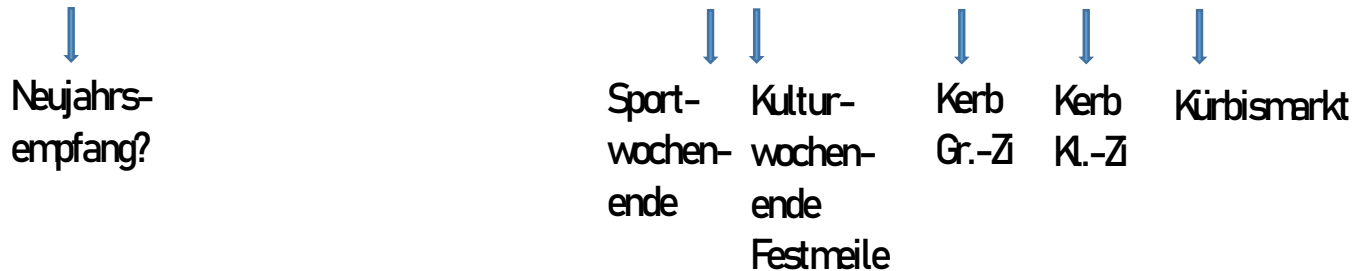 Neujahrs-
empfang?
Sport-
wochen-
ende
Kultur-
wochen-
ende
Festmeile
Kerb
Gr.-Zi
Kerb
Kl.-Zi
Kürbismarkt